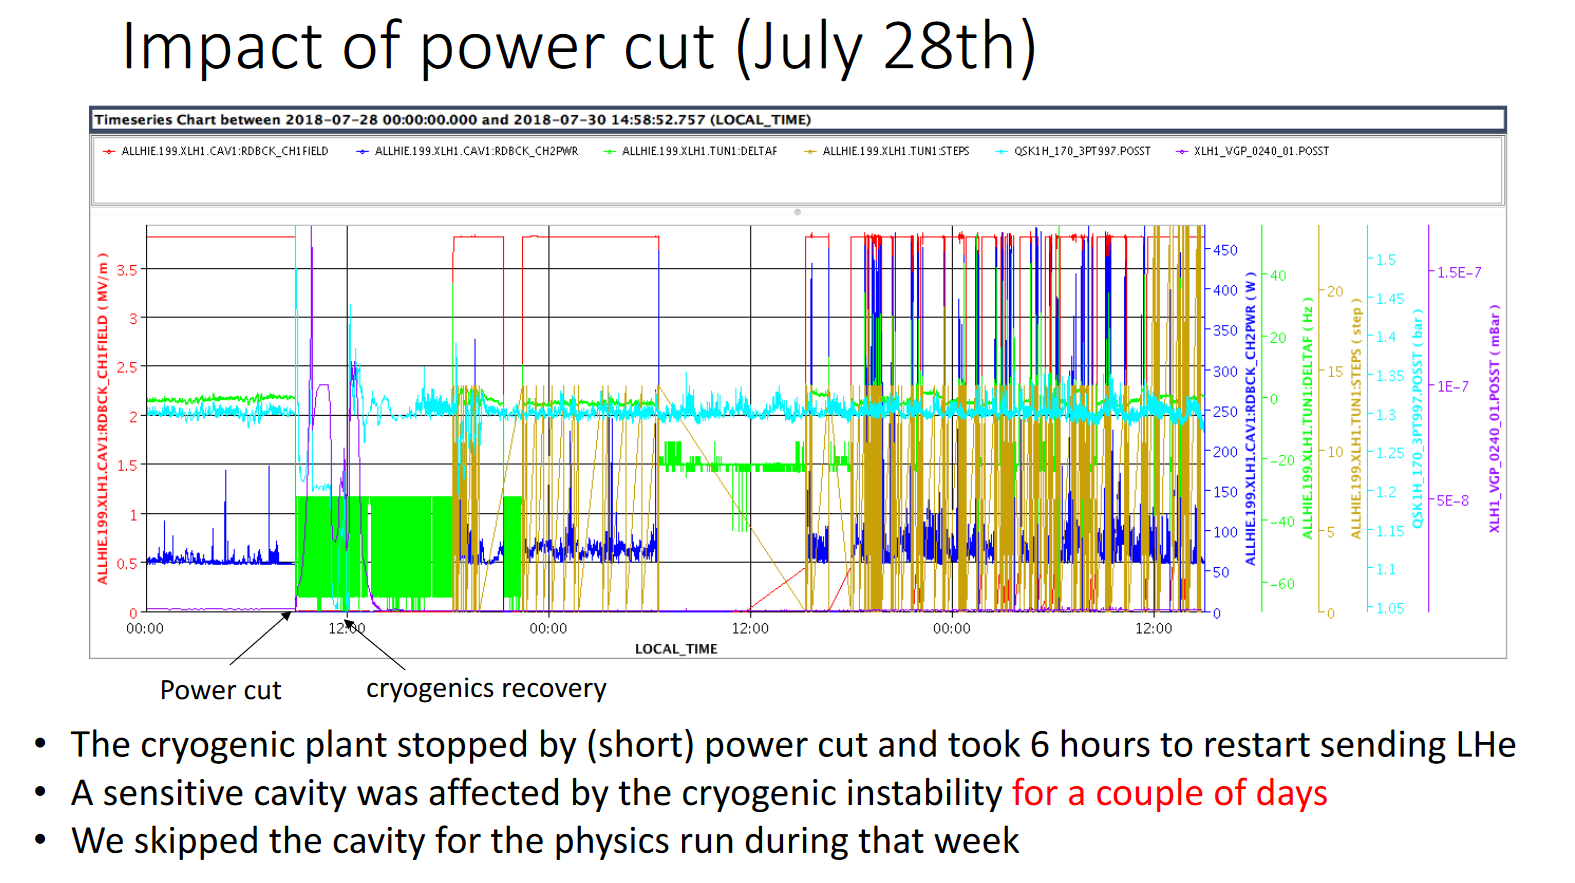 Impact of power cut (July 28th)
Timeseries Chart between 2018-07-28 00:00:00.000 and 2018-07-30 14:58:52.757 (LOCAL_TIME)
ALLHIE.199.XLH1.CAV1:RDBCK_CH1FIELD ALLHIE.199.XLH1.CAV1:RDBCK_CH2PWR ALLHIE.199.XLH1.TUN1:DELTAF ALLHIE.199.XLH1.TUN1:STEPS QSK1H_170_3PT997.POSST XLH1_VGP_0240_01.POSST
ALLHIE.199.XLH1.CAV1:RDBCK_CH1FIELD ( MV/m )
3.5
3
2.5
2
1.5
1
0.5
0
450
400
350
300
250
200
150
100
50
0
ALLHIE.199.XLH1.CAV1:RDBCK_CH2PWR ( W )
40
20
0
-20
-40
-60
ALLHIE.199.XLH1.TUN1:DELTAF ( Hz )
20
15
10
5
0
ALLHIE.199.XLH1.TUN1:STEPS ( step )
1.5
1.45
1.4
1.35
1.3
1.25
1.2
1.15
1.1
1.05
QSK1H_170_3PT997.POSST ( bar )
1.5E-7
1E-7
5E-8
XLH1_VGP_0240_01.POSST ( mBar )
00:00 12:00 00:00 12:00 00:00 12:00
LOCAL_TIME
Power cut
cryogenics recovery
• The cryogenic plant stopped by (short) power cut and took 6 hours to restart sending LHe
• A sensitive cavity was affected by the cryogenic instability for a couple of days
• We skipped the cavity for the physics run during that week